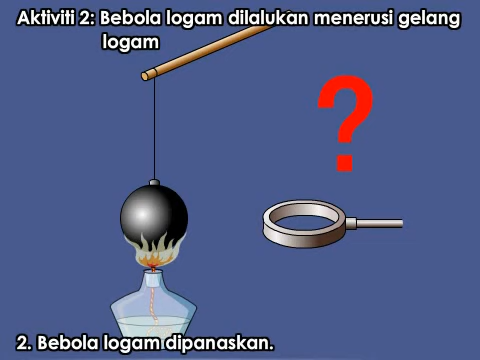 Aktiviti 2: Bebola logam dilalukan menerusi gelang
logam
?
2. Bebola logam dipanaskan.